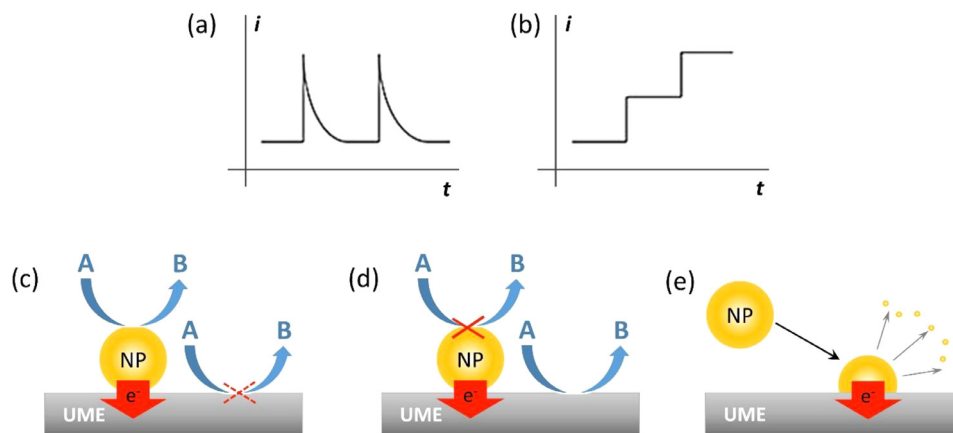 (a) i
t
(b) i
t
(c) A B
NP
A B
e⁻
UME
(d) A B
NP
A B
e⁻
UME
(e) NP
e⁻
UME